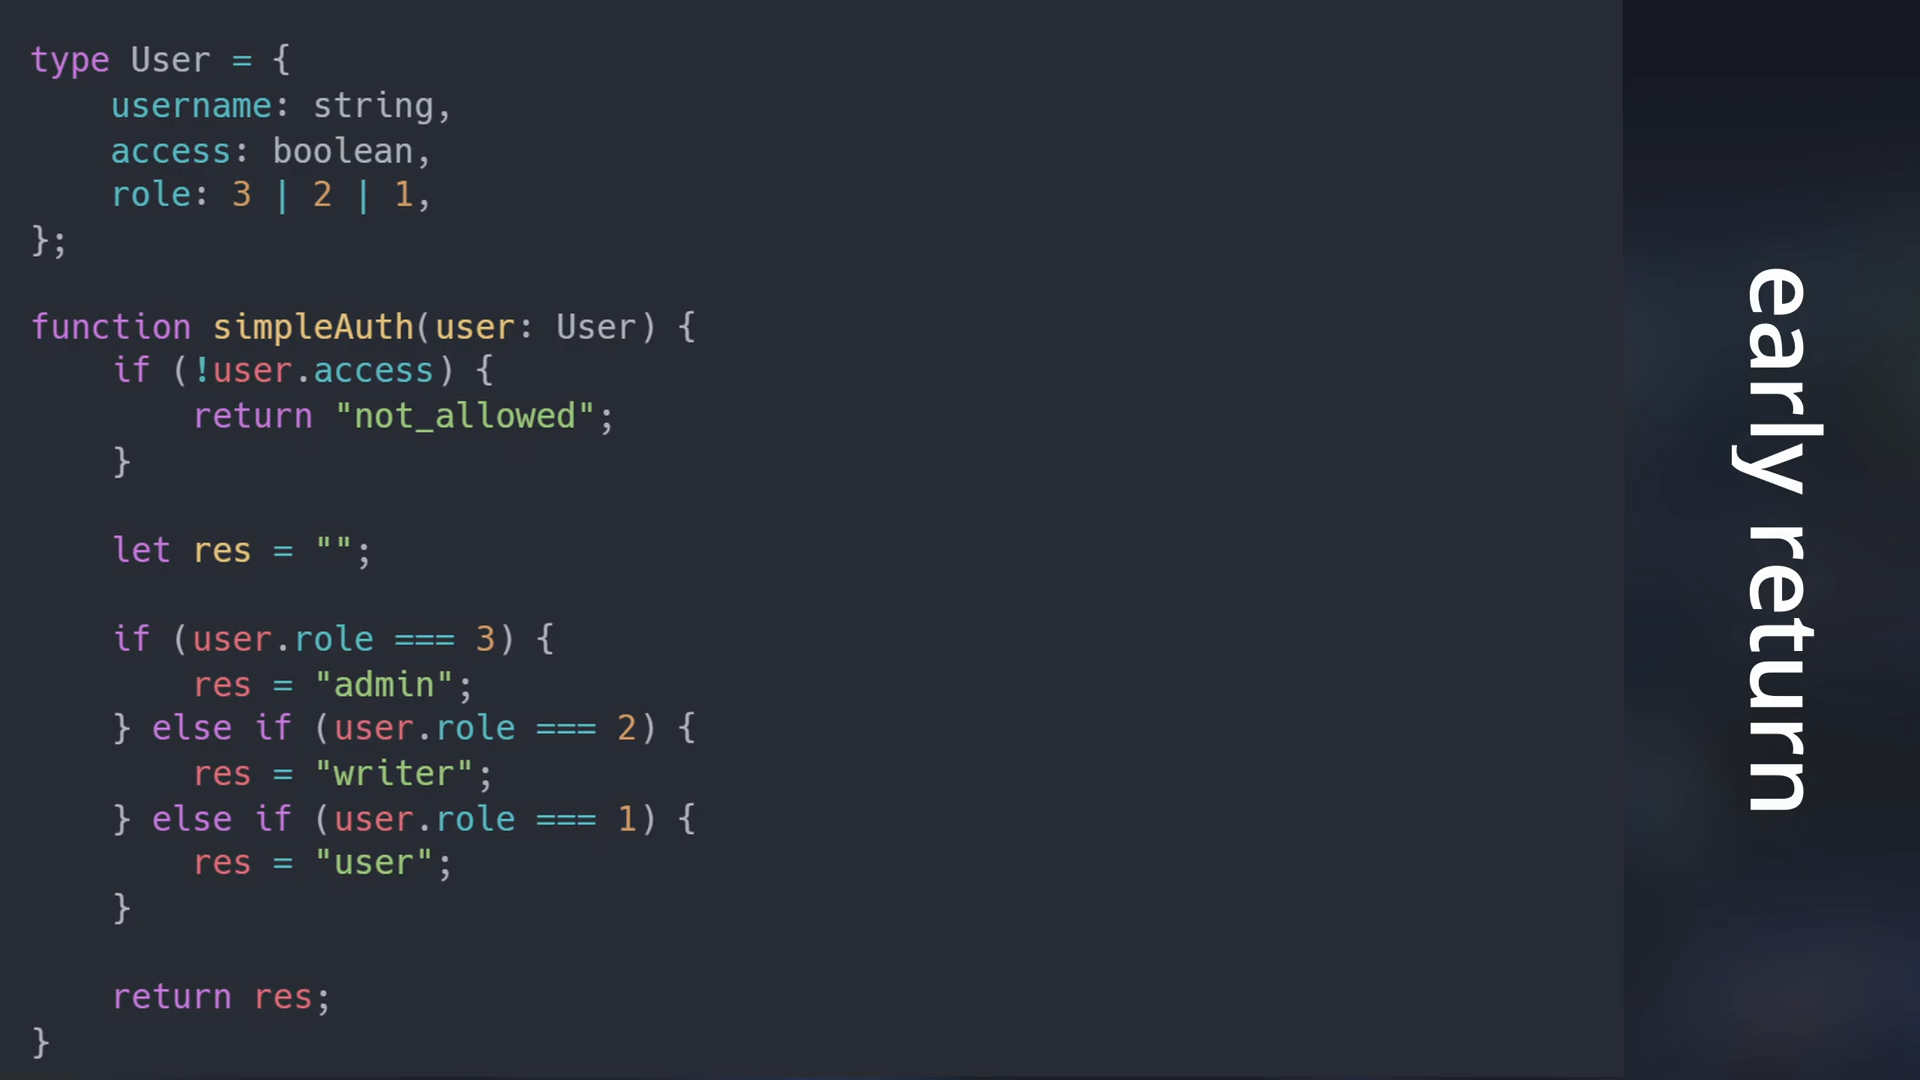 type User = {
    username: string,
    access: boolean,
    role: 3 | 2 | 1,
};
function simpleAuth(user: User) {
    if (!user.access) {
        return "not_allowed";
    }
    let res = "";
    if (user.role === 3) {
        res = "admin";
    } else if (user.role === 2) {
        res = "writer";
    } else if (user.role === 1) {
        res = "user";
    }
    return res;
}
early return